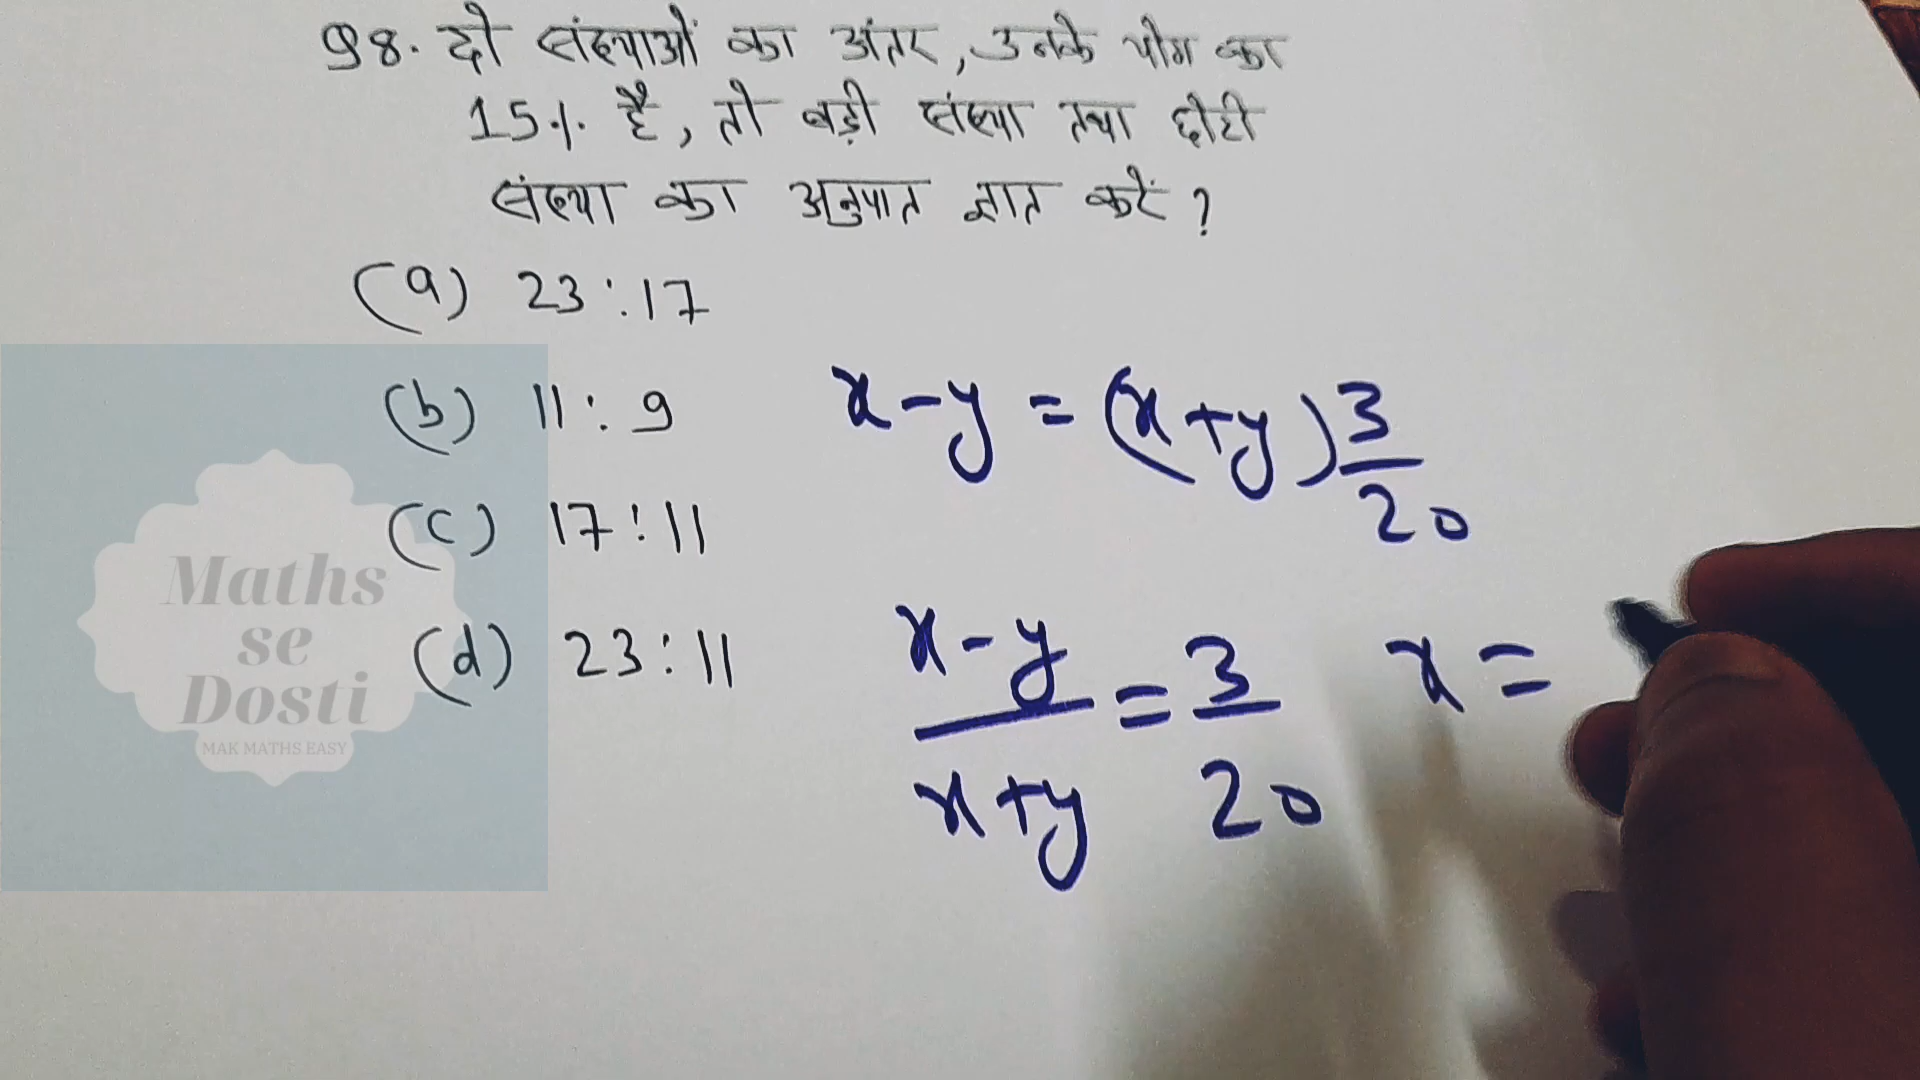 98. दो संख्याओं का अंतर, उनके योग का
15% है, तो बड़ी संख्या तथा छोटी
संख्या का अनुपात ज्ञात करें ?
(a) 23:17
(b) 11:9
(c) 17:11
(d) 23:11
x-y = (x+y) 3/20
x-y/x+y = 3/20
x =
Maths
se
Dosti
MAK MATHS EASY